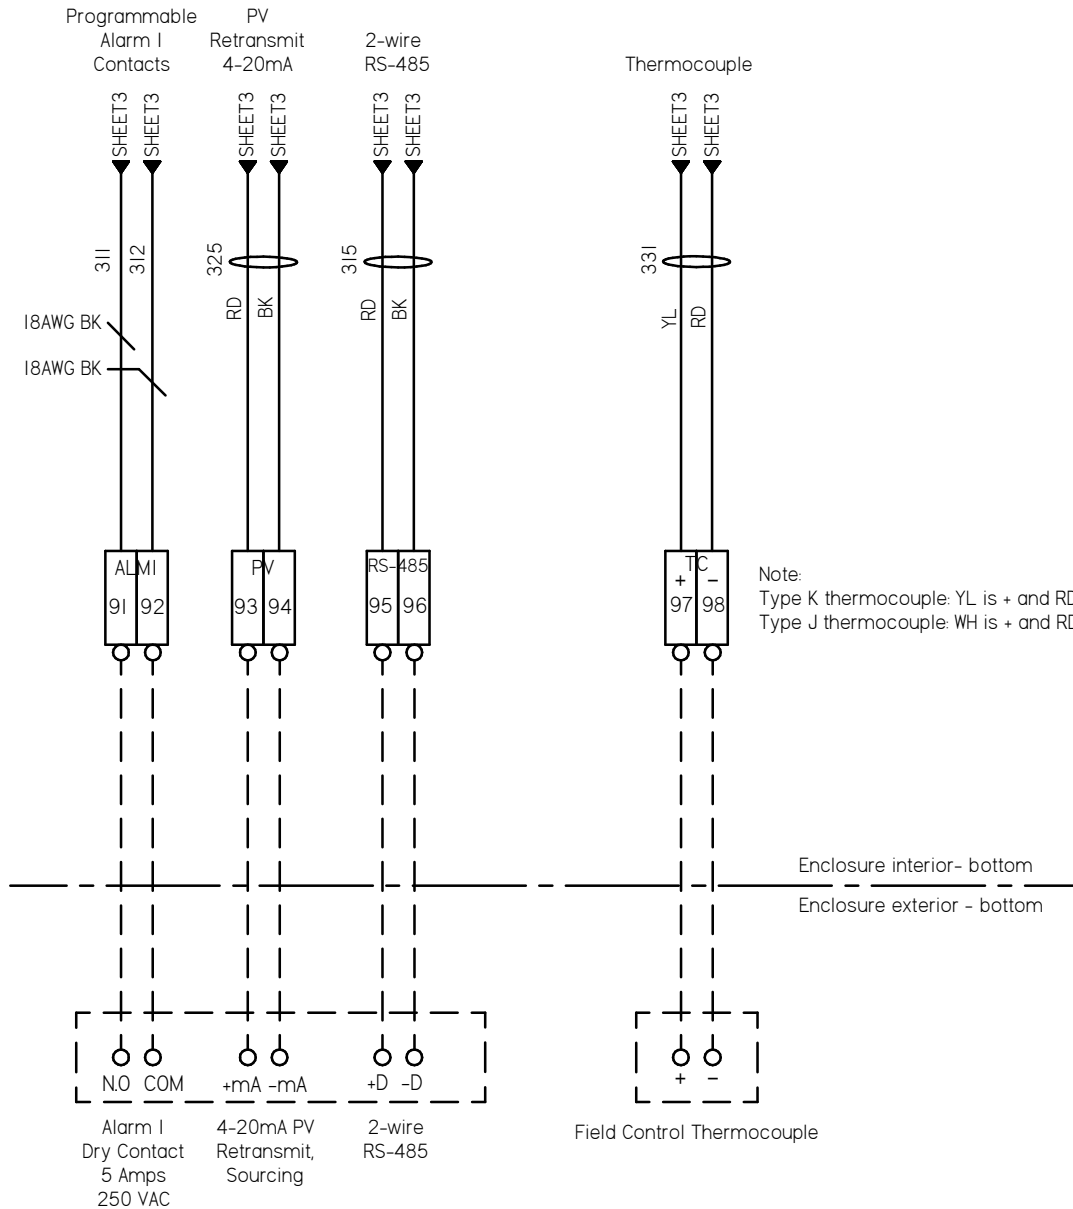 Programmable
Alarm 1
Contacts
PV
Retransmit
4-20mA
2-wire
RS-485
Thermocouple
SHEET3
SHEET3
SHEET3
SHEET3
SHEET3
SHEET3
SHEET3
SHEET3
311
312
325
315
331
RD
BK
RD
BK
YL
RD
18AWG BK
18AWG BK
ALM1
91
92
PV
93
94
RS-485
95
96
TC
+
-
97
98
Note:
Type K thermocouple: YL is + and RD
Type J thermocouple: WH is + and RD
Enclosure interior- bottom
Enclosure exterior - bottom
N.O
COM
+mA
-mA
+D
-D
+
-
Alarm 1
Dry Contact
5 Amps
250 VAC
4-20mA PV
Retransmit,
Sourcing
2-wire
RS-485
Field Control Thermocouple